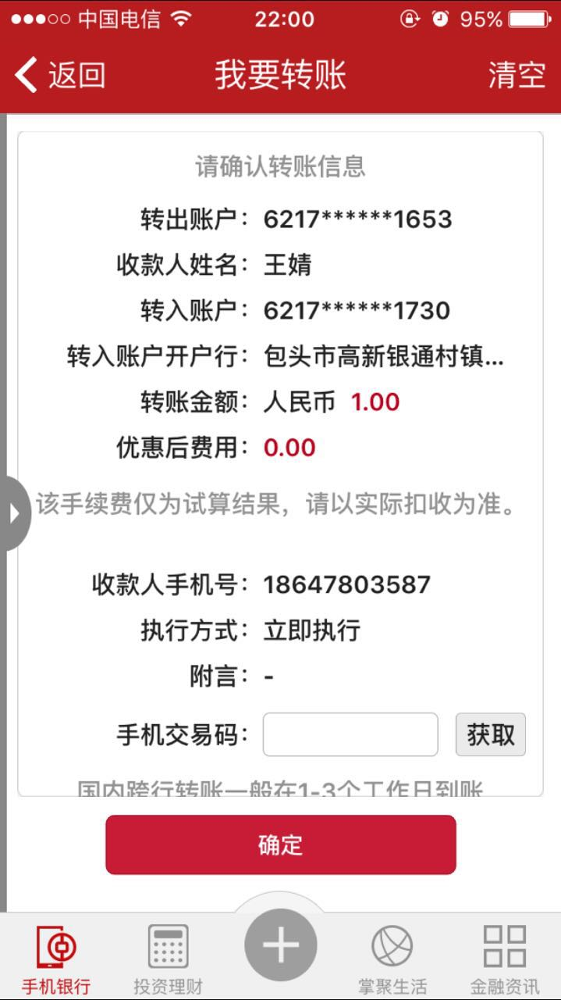 中国电信 22:00 95%
返回 我要转账 清空
请确认转账信息
转出账户：6217******1653
收款人姓名：王婧
转入账户：6217******1730
转入账户开户行：包头市高新银通村镇...
转账金额：人民币 1.00
优惠后费用：0.00
该手续费仅为试算结果，请以实际扣收为准。
收款人手机号：18647803587
执行方式：立即执行
附言：-
手机交易码： 获取
国内跨行转账一般在1-3个工作日到账
确定
手机银行 投资理财 掌聚生活 金融资讯